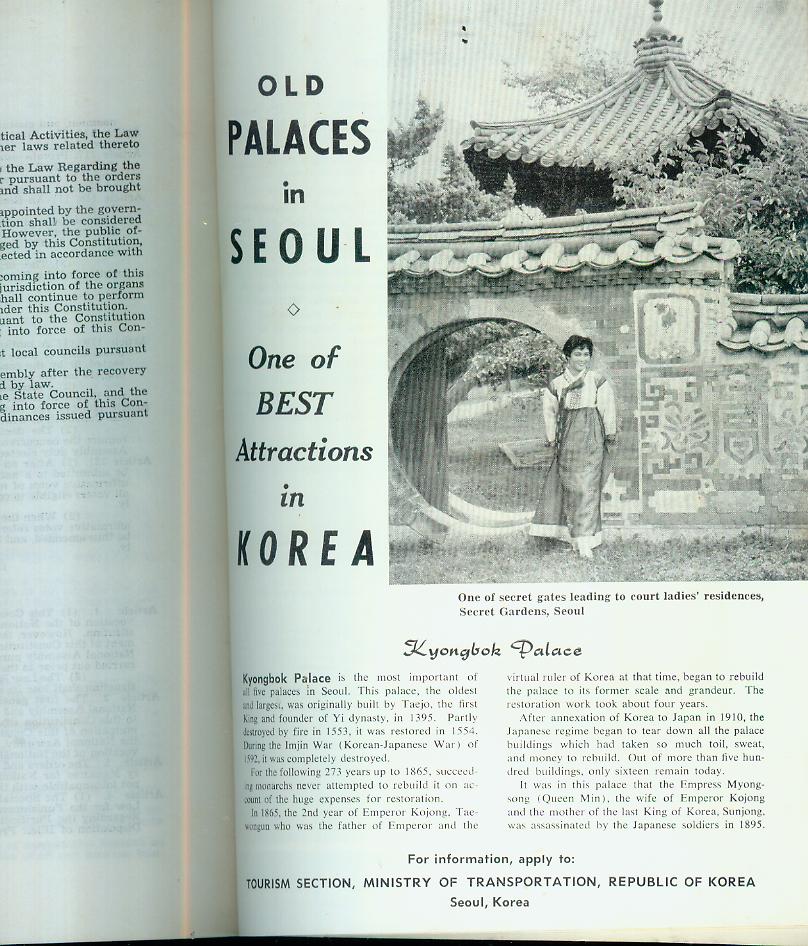 tical Activities, the Law
her laws related thereto
the Law Regarding the
r pursuant to the orders
and shall not be brought
appointed by the govern-
tion shall be considered
However, the public of-
ged by this Constitution,
lected in accordance with
coming into force of this
jurisdiction of the organs
hall continue to perform
nder this Constitution.
uant to the Constitution
into force of this Con-
t local councils pursuant
embly after the recovery
d by law.
e State Council, and the
g into force of this Con-
dinances issued pursuant
OLD
PALACES
in
SEOUL
One of
BEST
Attractions
in
KOREA
One of secret gates leading to court ladies' residences,
Secret Gardens, Seoul
Kyongbok Palace
Kyongbok Palace is the most important of
all five palaces in Seoul. This palace, the oldest
and largest, was originally built by Taejo, the first
King and founder of Yi dynasty, in 1395. Partly
destroyed by fire in 1553, it was restored in 1554.
During the Imjin War (Korean-Japanese War) of
1592, it was completely destroyed.
For the following 273 years up to 1865, succeed-
ing monarchs never attempted to rebuild it on ac-
count of the huge expenses for restoration.
In 1865, the 2nd year of Emperor Kojong, Tae-
wongun who was the father of Emperor and the
virtual ruler of Korea at that time, began to rebuild
the palace to its former scale and grandeur. The
restoration work took about four years.
After annexation of Korea to Japan in 1910, the
Japanese regime began to tear down all the palace
buildings which had taken so much toil, sweat,
and money to rebuild. Out of more than five hun-
dred buildings, only sixteen remain today.
It was in this palace that the Empress Myong-
song (Queen Min), the wife of Emperor Kojong
and the mother of the last King of Korea, Sunjong,
was assassinated by the Japanese soldiers in 1895.
For information, apply to:
TOURISM SECTION, MINISTRY OF TRANSPORTATION, REPUBLIC OF KOREA
Seoul, Korea